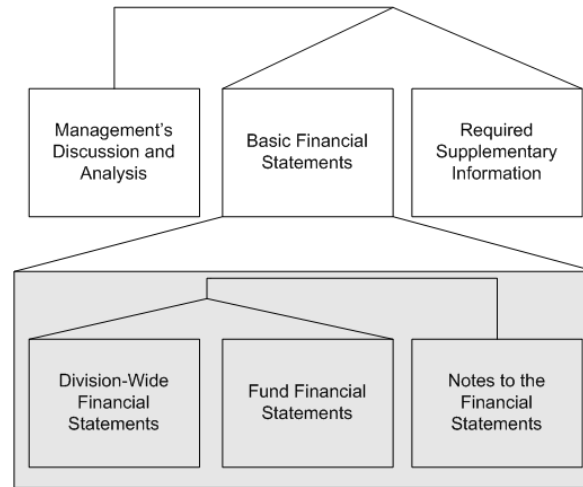 Management's
Discussion and
Analysis
Basic Financial
Statements
Required
Supplementary
Information
Division-Wide
Financial
Statements
Fund Financial
Statements
Notes to the
Financial
Statements